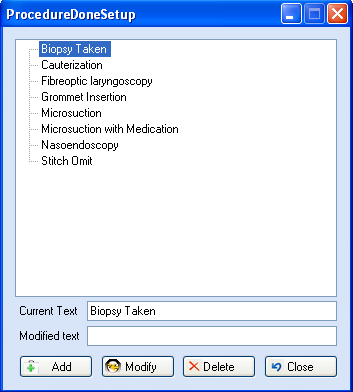 ProcedureDoneSetup
Biopsy Taken
Cauterization
Fibreoptic laryngoscopy
Grommet Insertion
Microsuction
Microsuction with Medication
Nasoendoscopy
Stitch Omit
Current Text Biopsy Taken
Modified text
Add Modify Delete Close